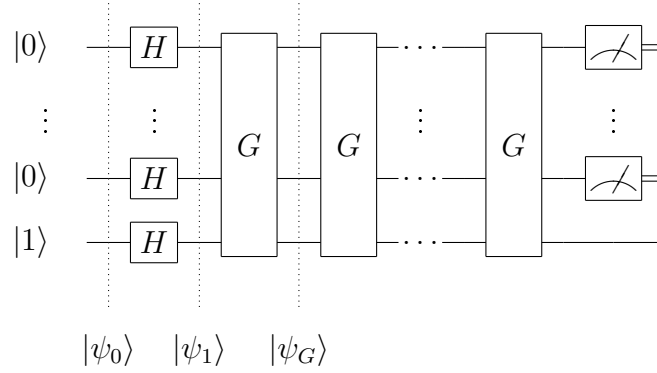 |0⟩ H
G G ··· G
⋮ ⋮ ⋮ ⋮
|0⟩ H
|1⟩ H ···
|ψ₀⟩ |ψ₁⟩ |ψ_G⟩